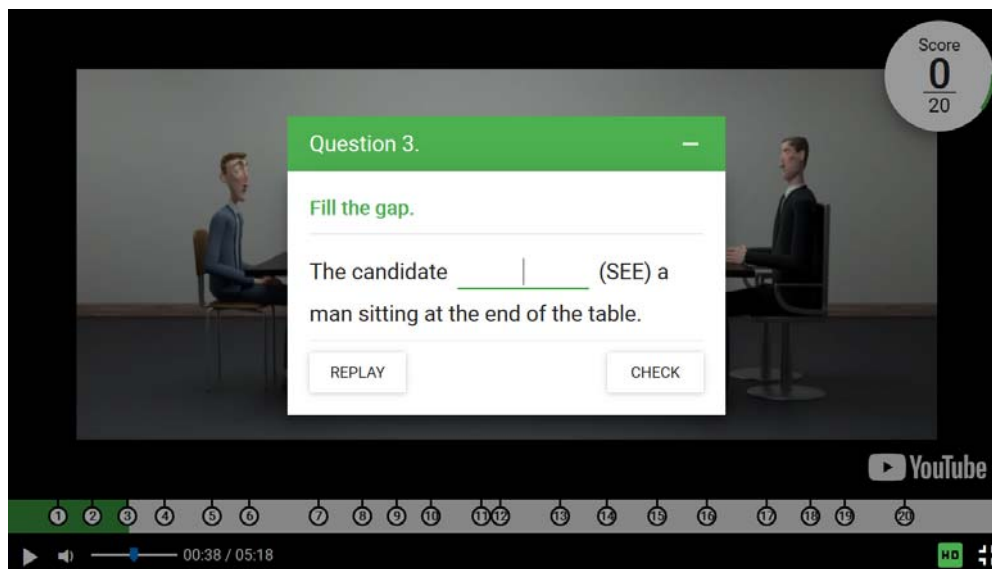 Score
0
20
Question 3.
Fill the gap.
The candidate ______ (SEE) a
man sitting at the end of the table.
REPLAY
CHECK
YouTube
1 2 3 4 5 6 7 8 9 10 11 12 13 14 15 16 17 18 19 20
00:38 / 05:18
HD